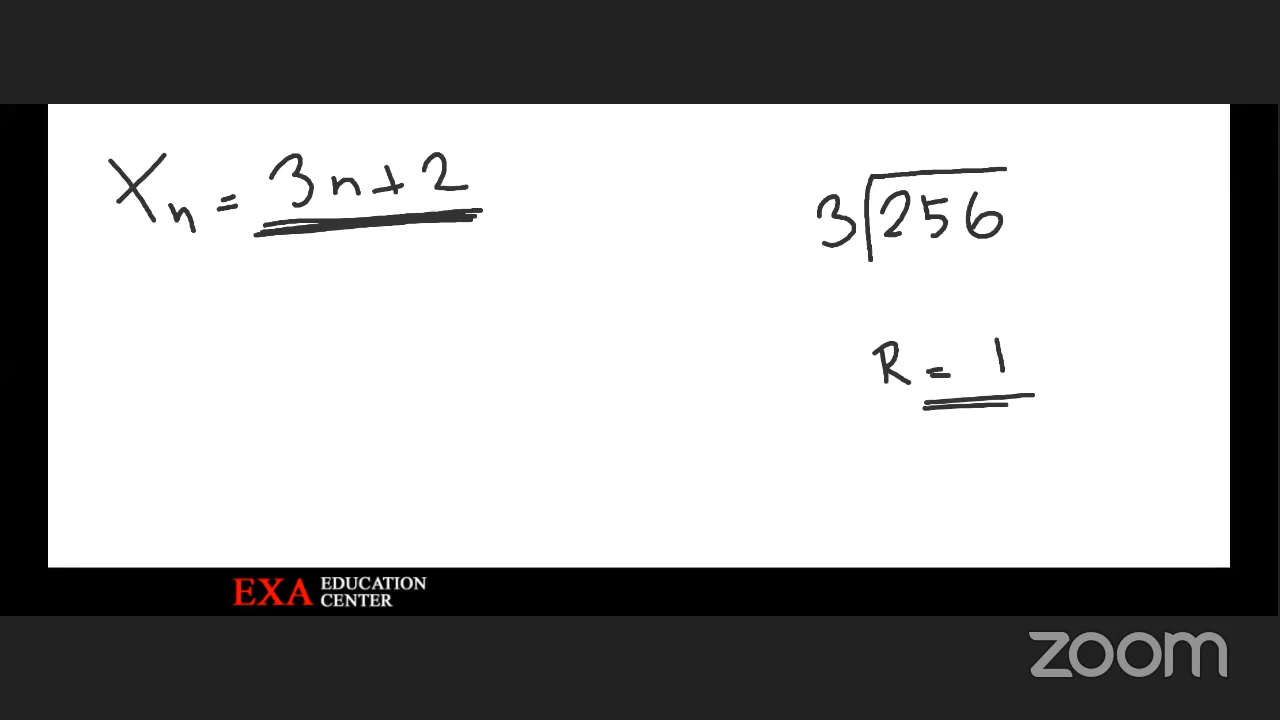 Xn = 3n+2
3 256
R = 1
EXA EDUCATION
CENTER
zoom